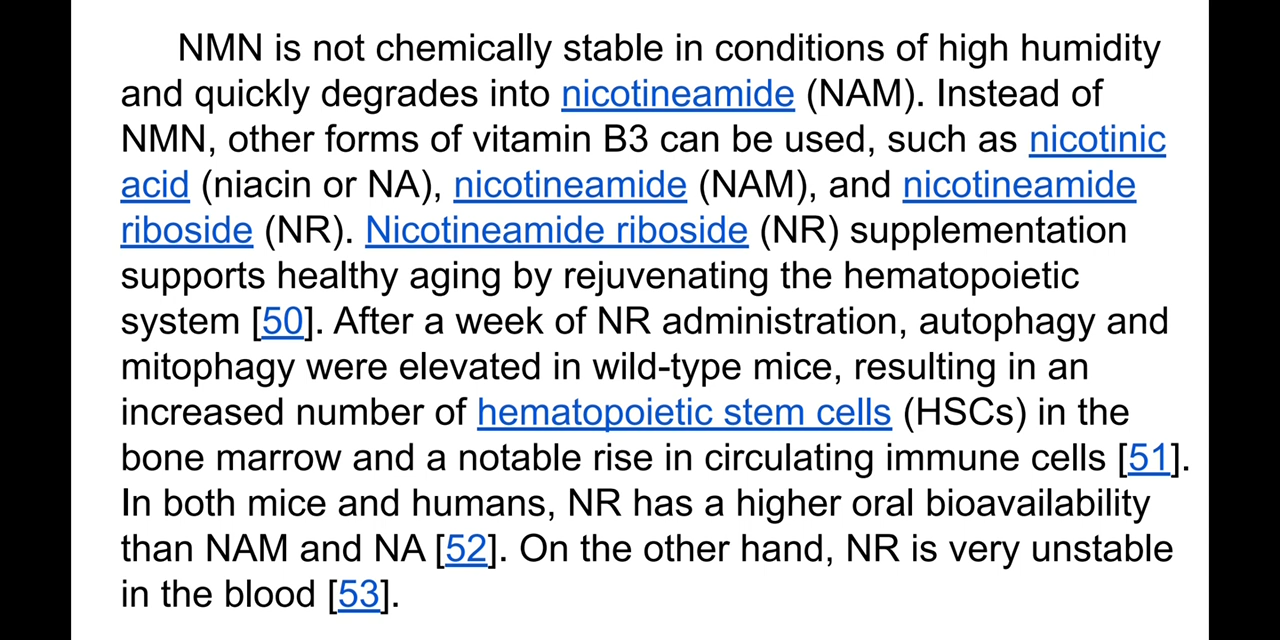 NMN is not chemically stable in conditions of high humidity
and quickly degrades into nicotineamide (NAM). Instead of
NMN, other forms of vitamin B3 can be used, such as nicotinic
acid (niacin or NA), nicotineamide (NAM), and nicotineamide
riboside (NR). Nicotineamide riboside (NR) supplementation
supports healthy aging by rejuvenating the hematopoietic
system [50]. After a week of NR administration, autophagy and
mitophagy were elevated in wild-type mice, resulting in an
increased number of hematopoietic stem cells (HSCs) in the
bone marrow and a notable rise in circulating immune cells [51].
In both mice and humans, NR has a higher oral bioavailability
than NAM and NA [52]. On the other hand, NR is very unstable
in the blood [53].